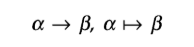 α → β, α ↦ β